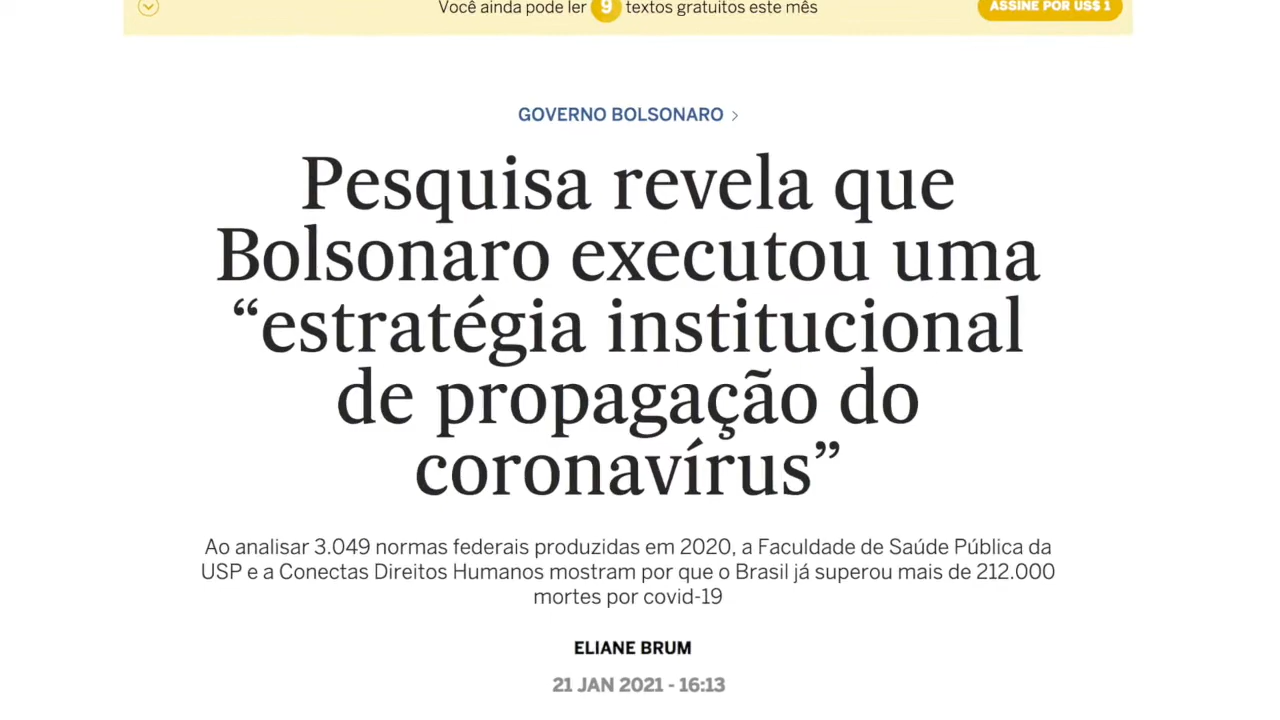 Você ainda pode ler 9 textos gratuitos este mês
ASSINE POR US$ 1
GOVERNO BOLSONARO >
Pesquisa revela que
Bolsonaro executou uma
“estratégia institucional
de propagação do
coronavírus”
Ao analisar 3.049 normas federais produzidas em 2020, a Faculdade de Saúde Pública da
USP e a Conectas Direitos Humanos mostram por que o Brasil já superou mais de 212.000
mortes por covid-19
ELIANE BRUM
21 JAN 2021 - 16:13